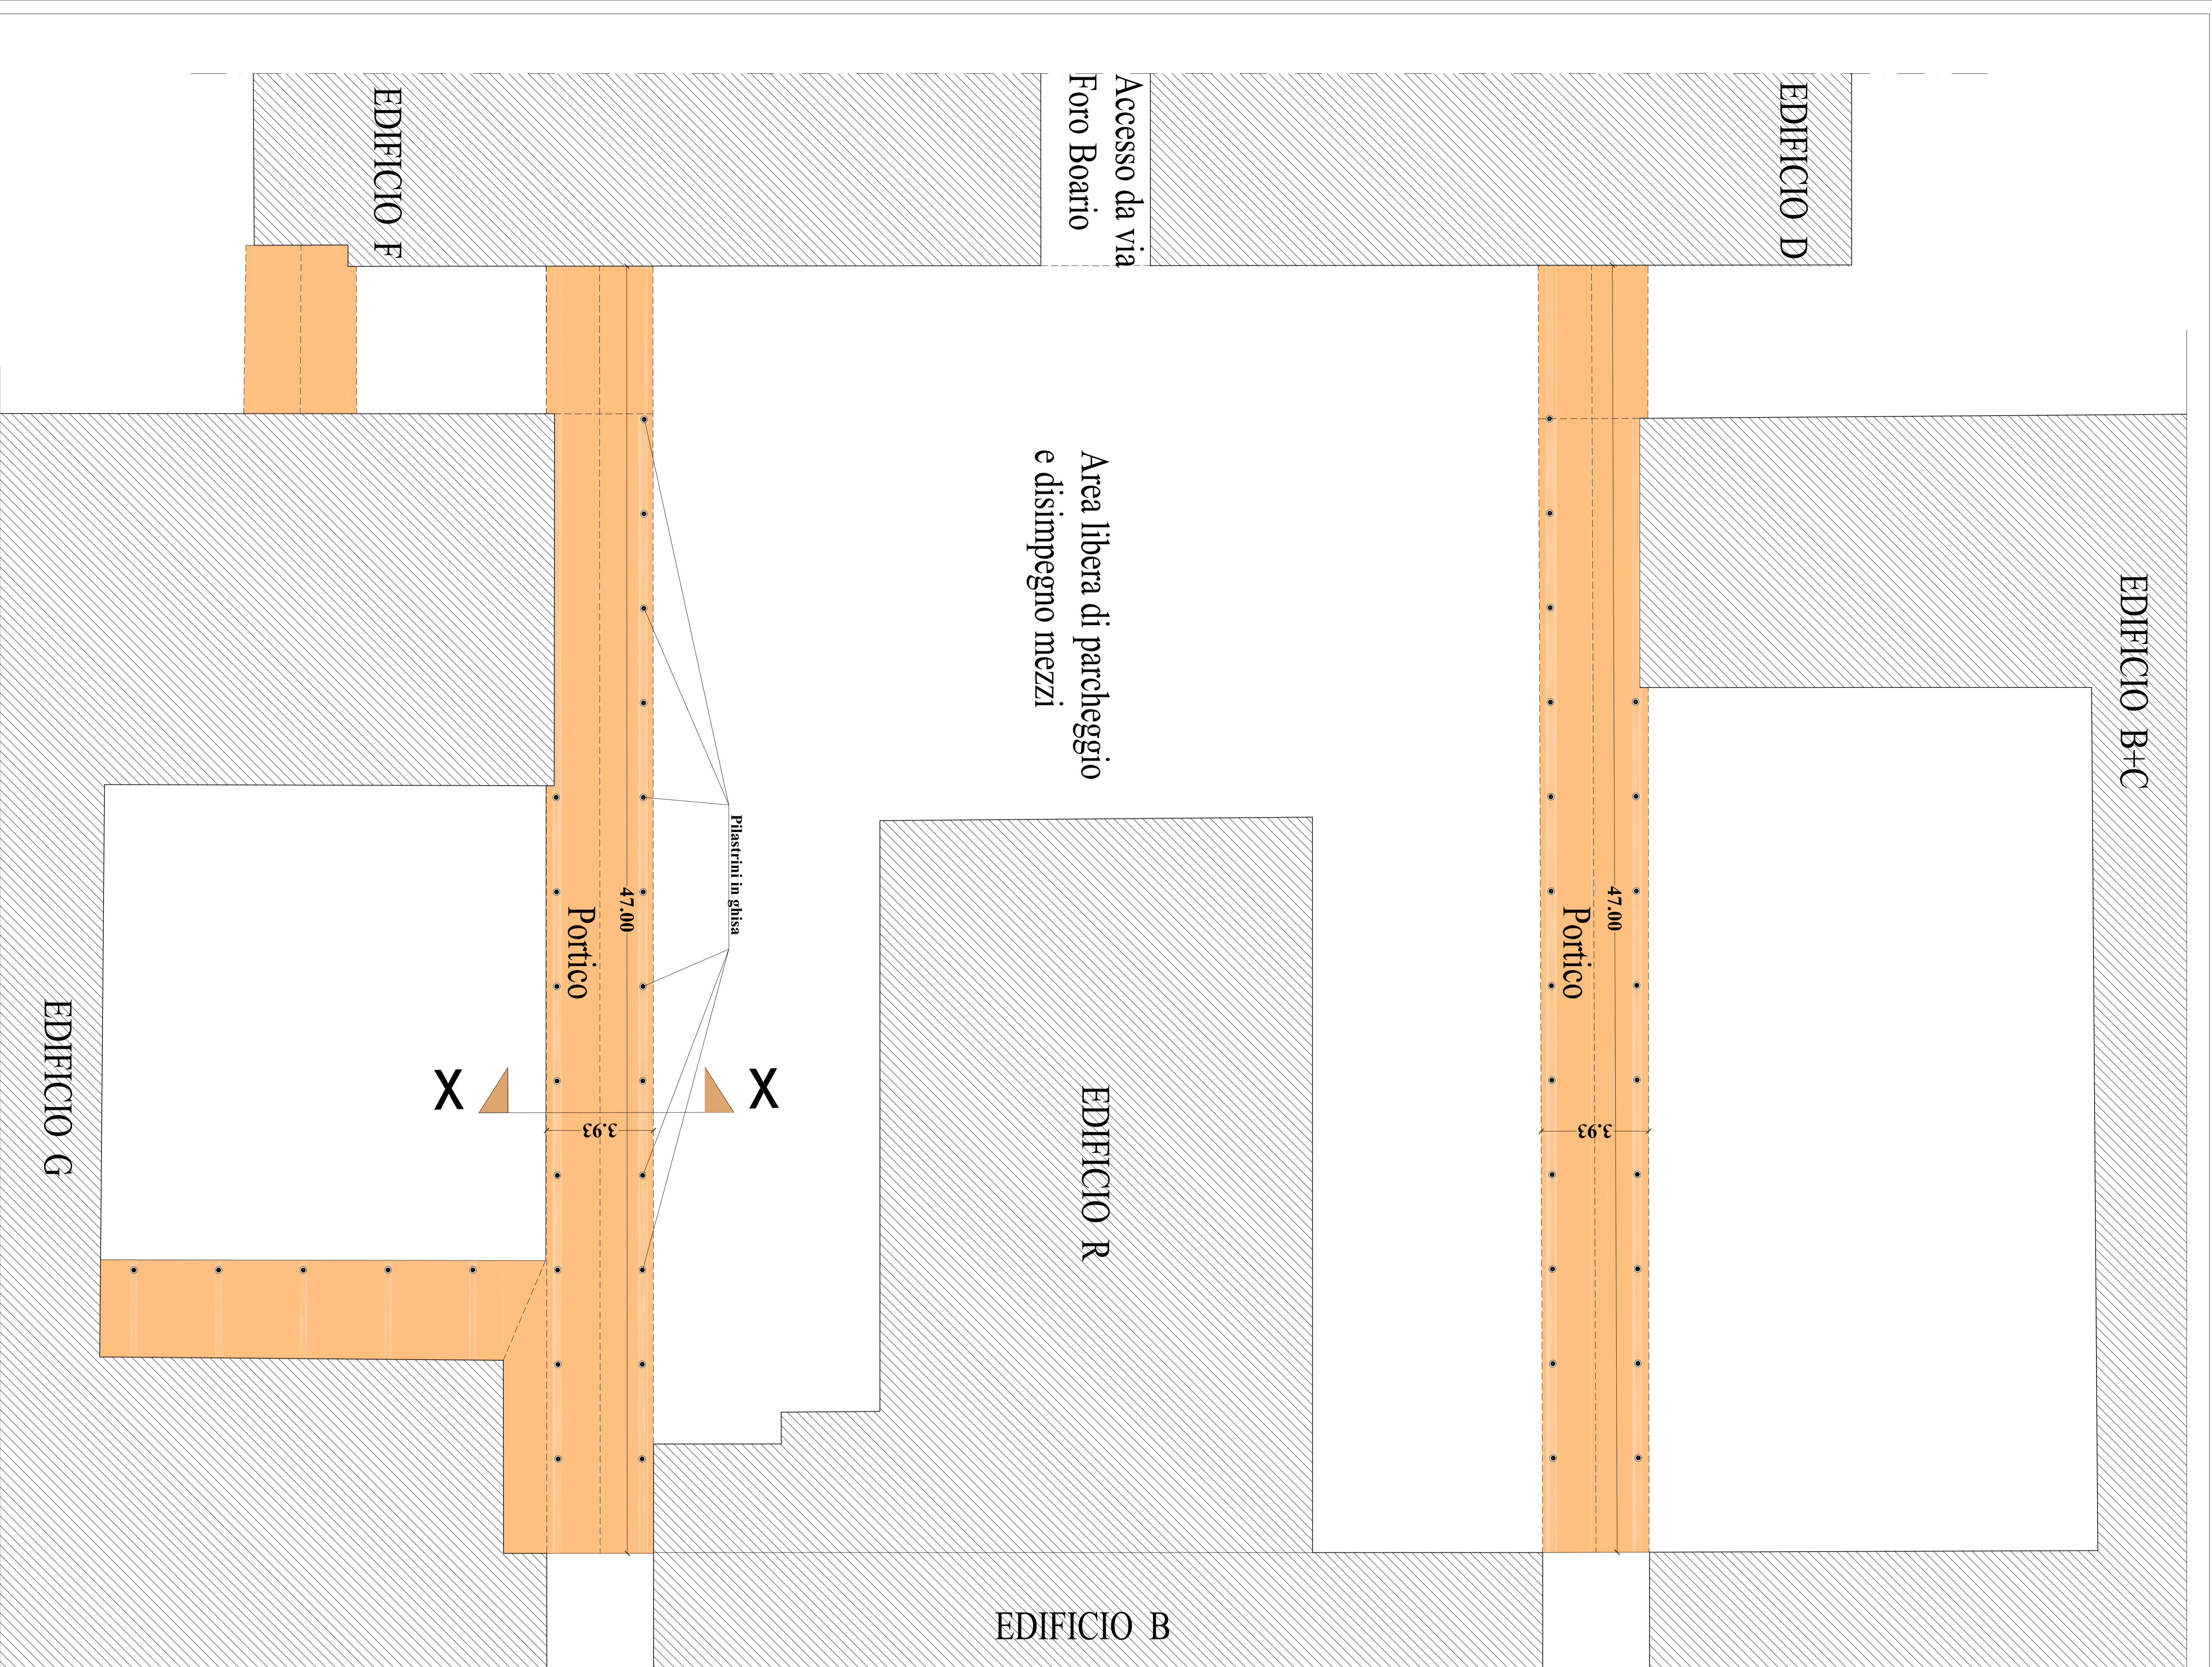 EDIFICIO F
Accesso da via
Foro Boario
EDIFICIO D
Area libera di parcheggio
e disimpegno mezzi
EDIFICIO B+C
Pilastrini in ghisa
47.00
Portico
47.00
Portico
X
X
3.93
3.93
EDIFICIO G
EDIFICIO R
EDIFICIO B